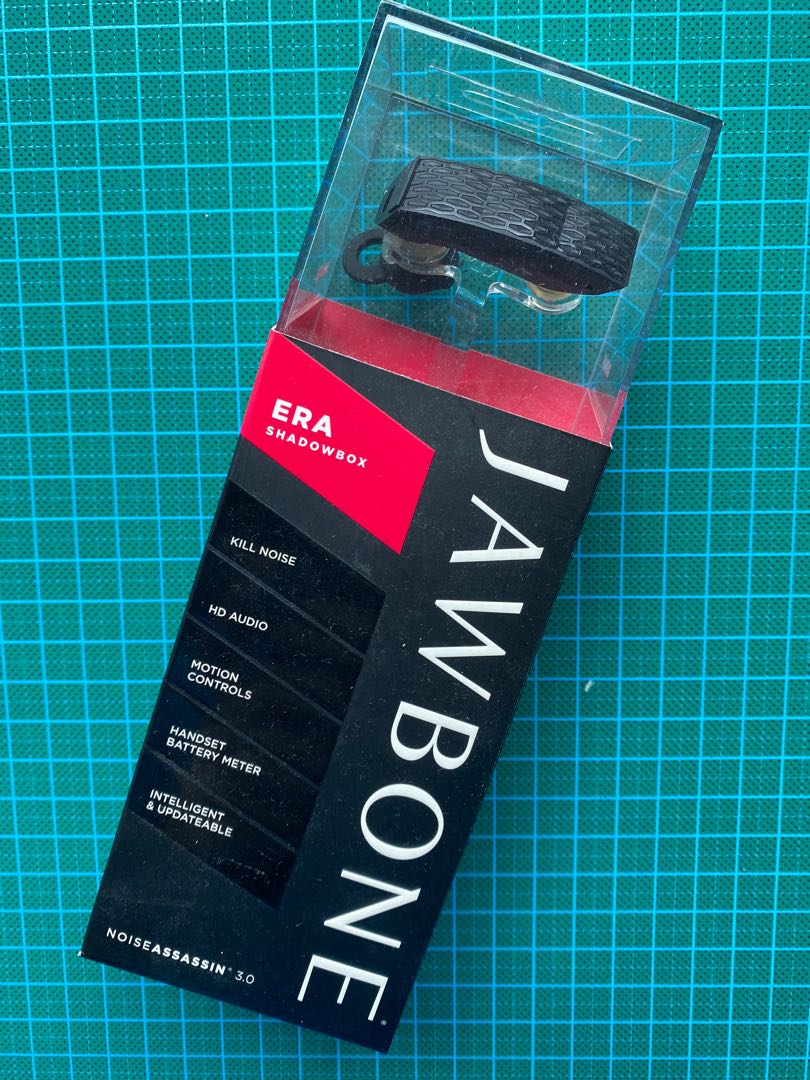 ERA
SHADOWBOX
JAWBONE®
KILL NOISE
HD AUDIO
MOTION
CONTROLS
HANDSET
BATTERY METER
INTELLIGENT
& UPDATEABLE
NOISEASSASSIN® 3.0